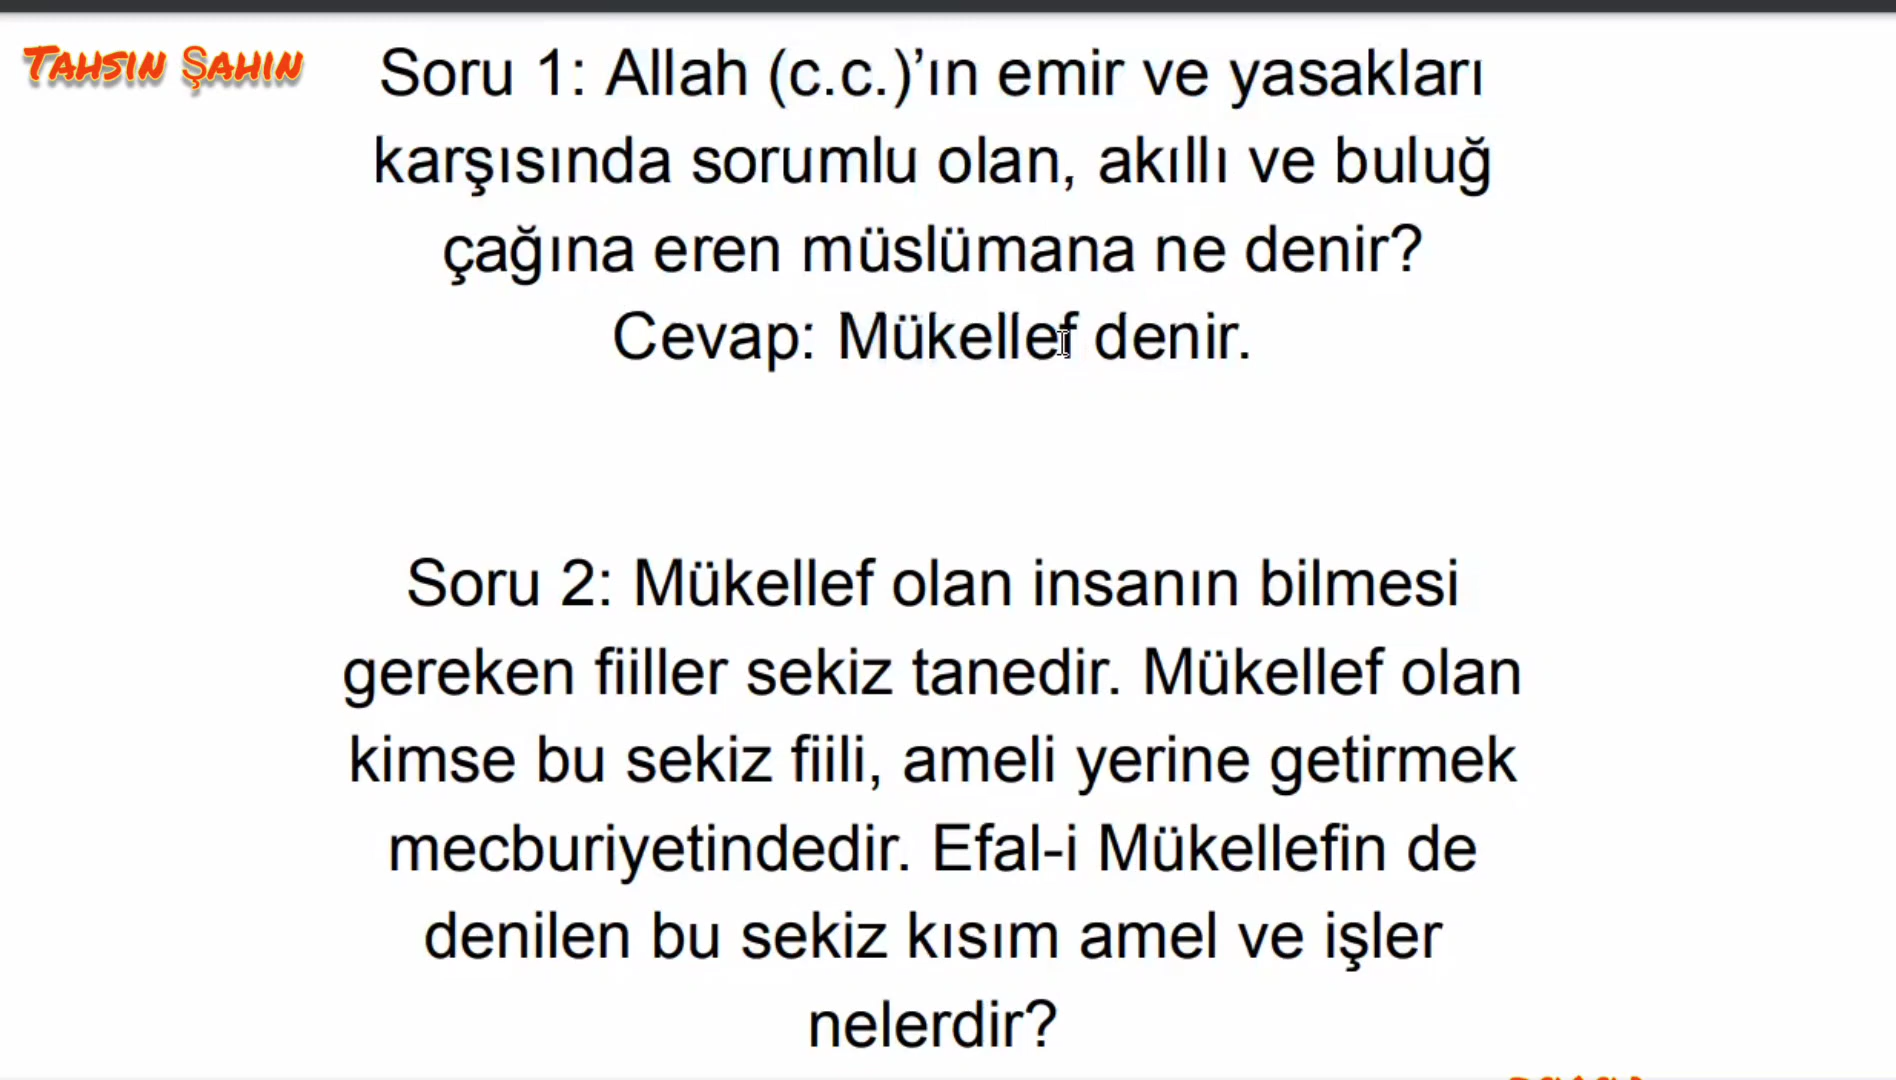 Tahsin Şahin
Soru 1: Allah (c.c.)’ın emir ve yasakları
karşısında sorumlu olan, akıllı ve buluğ
çağına eren müslümana ne denir?
Cevap: Mükellef denir.
Soru 2: Mükellef olan insanın bilmesi
gereken fiiller sekiz tanedir. Mükellef olan
kimse bu sekiz fiili, ameli yerine getirmek
mecburiyetindedir. Efal-i Mükellefin de
denilen bu sekiz kısım amel ve işler
nelerdir?